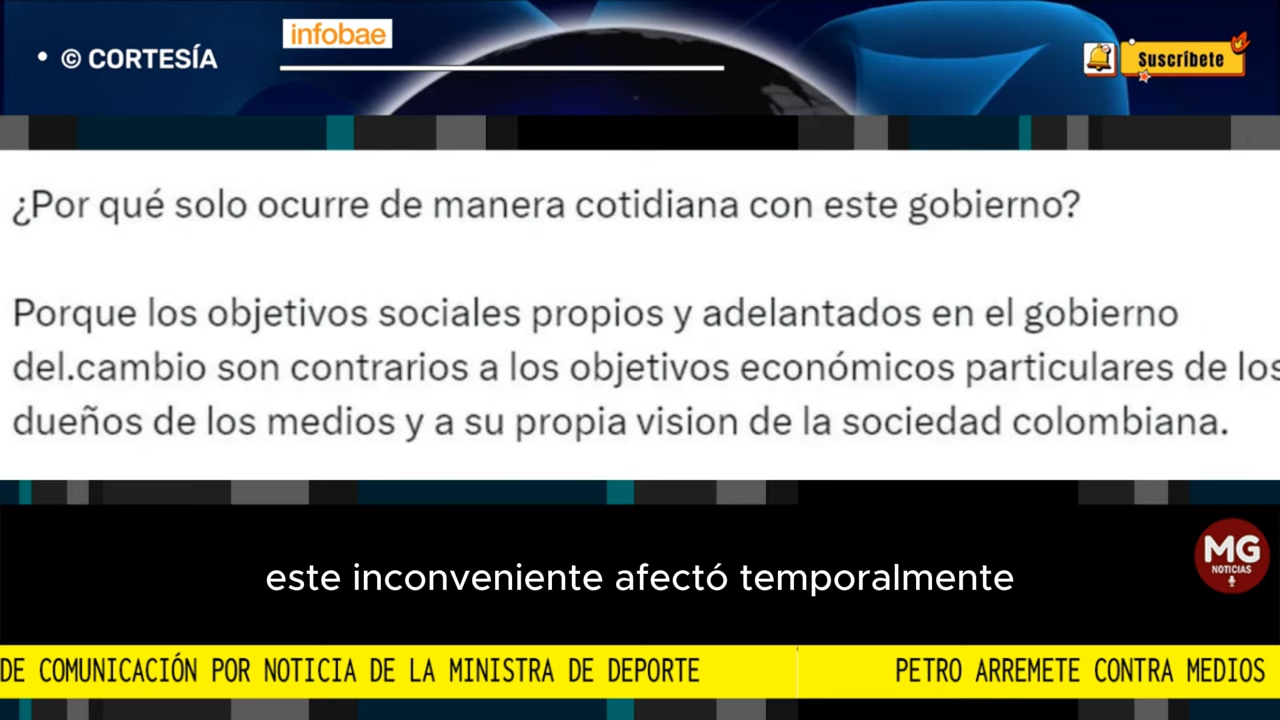 • © CORTESÍA
infobae
Suscríbete
¿Por qué solo ocurre de manera cotidiana con este gobierno?
Porque los objetivos sociales propios y adelantados en el gobierno
del.cambio son contrarios a los objetivos económicos particulares de los
dueños de los medios y a su propia vision de la sociedad colombiana.
MG
NOTICIAS
este inconveniente afectó temporalmente
DE COMUNICACIÓN POR NOTICIA DE LA MINISTRA DE DEPORTE
PETRO ARREMETE CONTRA MEDIOS